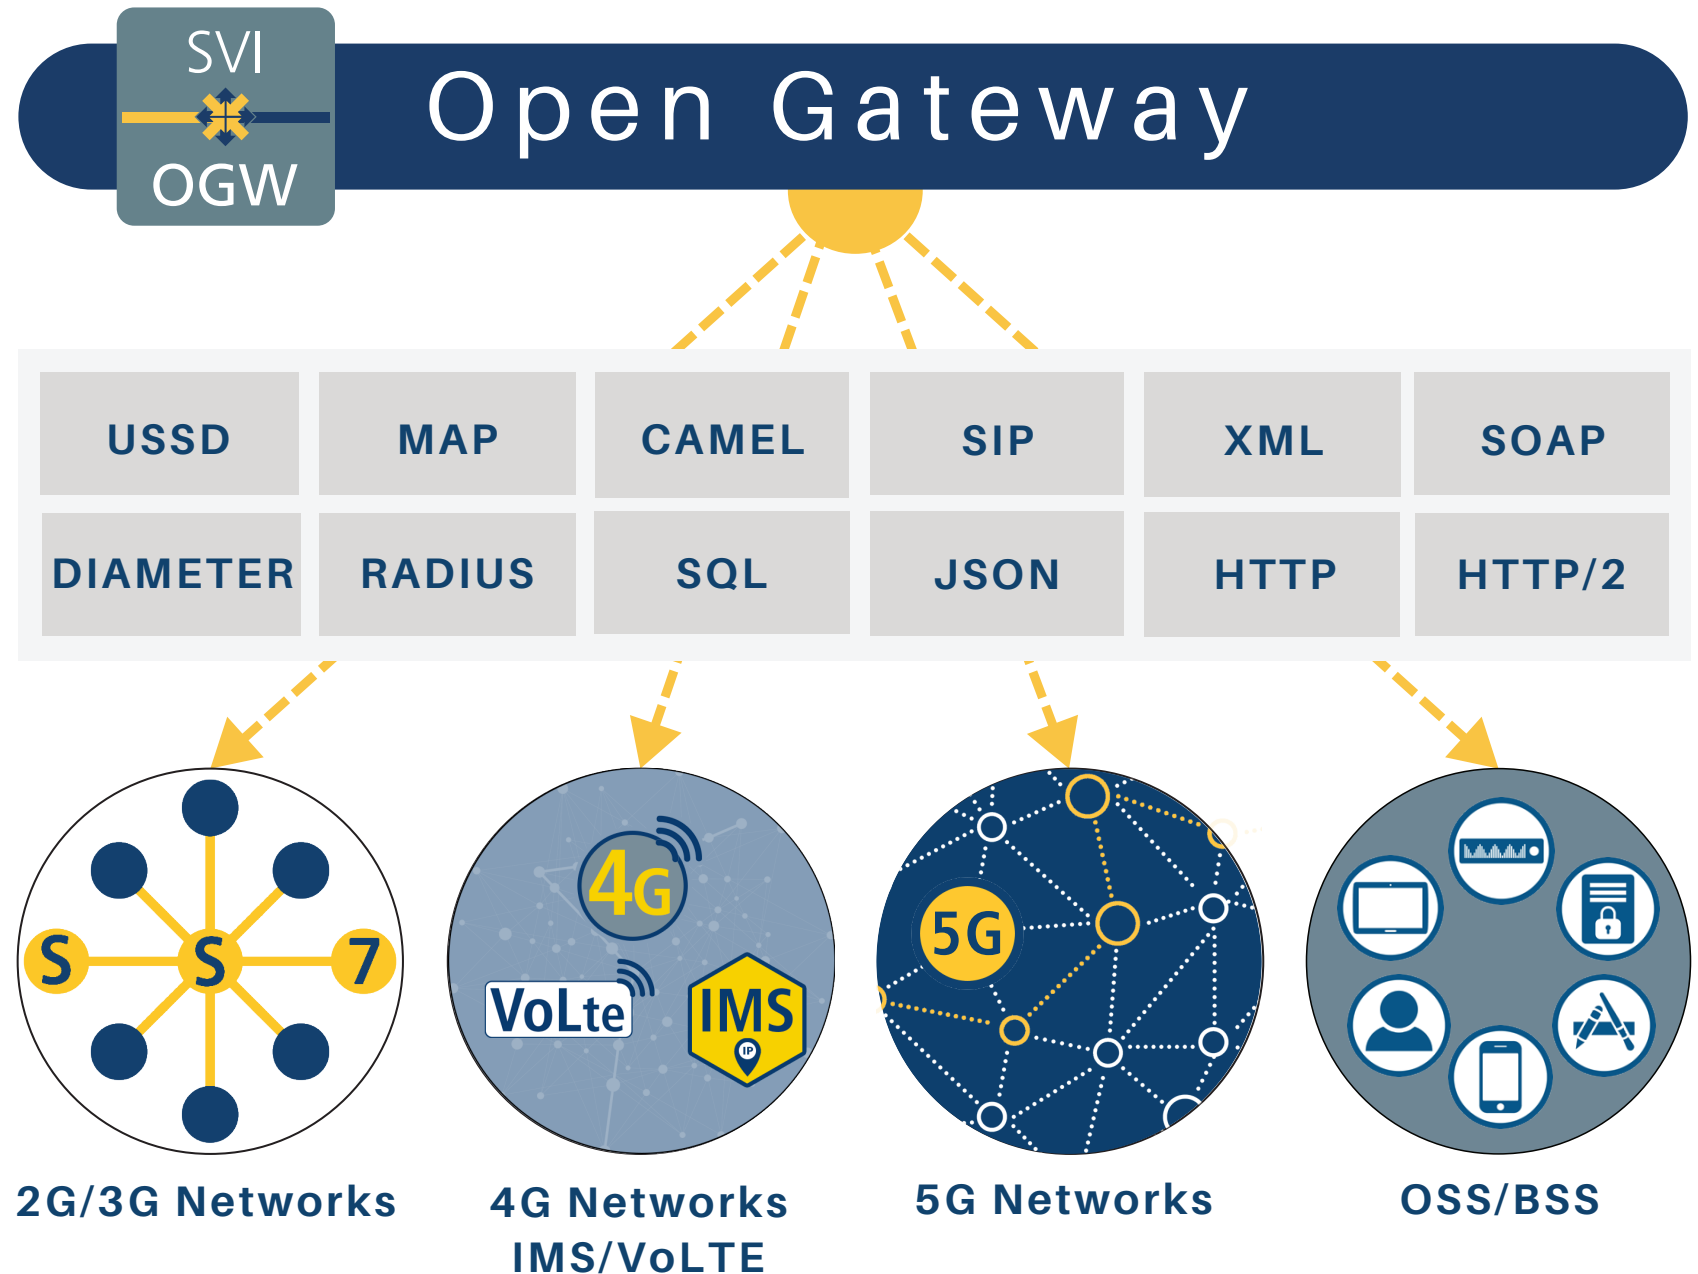 SVI
OGW
Open Gateway
USSD MAP CAMEL SIP XML SOAP
DIAMETER RADIUS SQL JSON HTTP HTTP/2
S S 7
4G
VoLte
IMS
IP
5G
2G/3G Networks
4G Networks
IMS/VoLTE
5G Networks
OSS/BSS